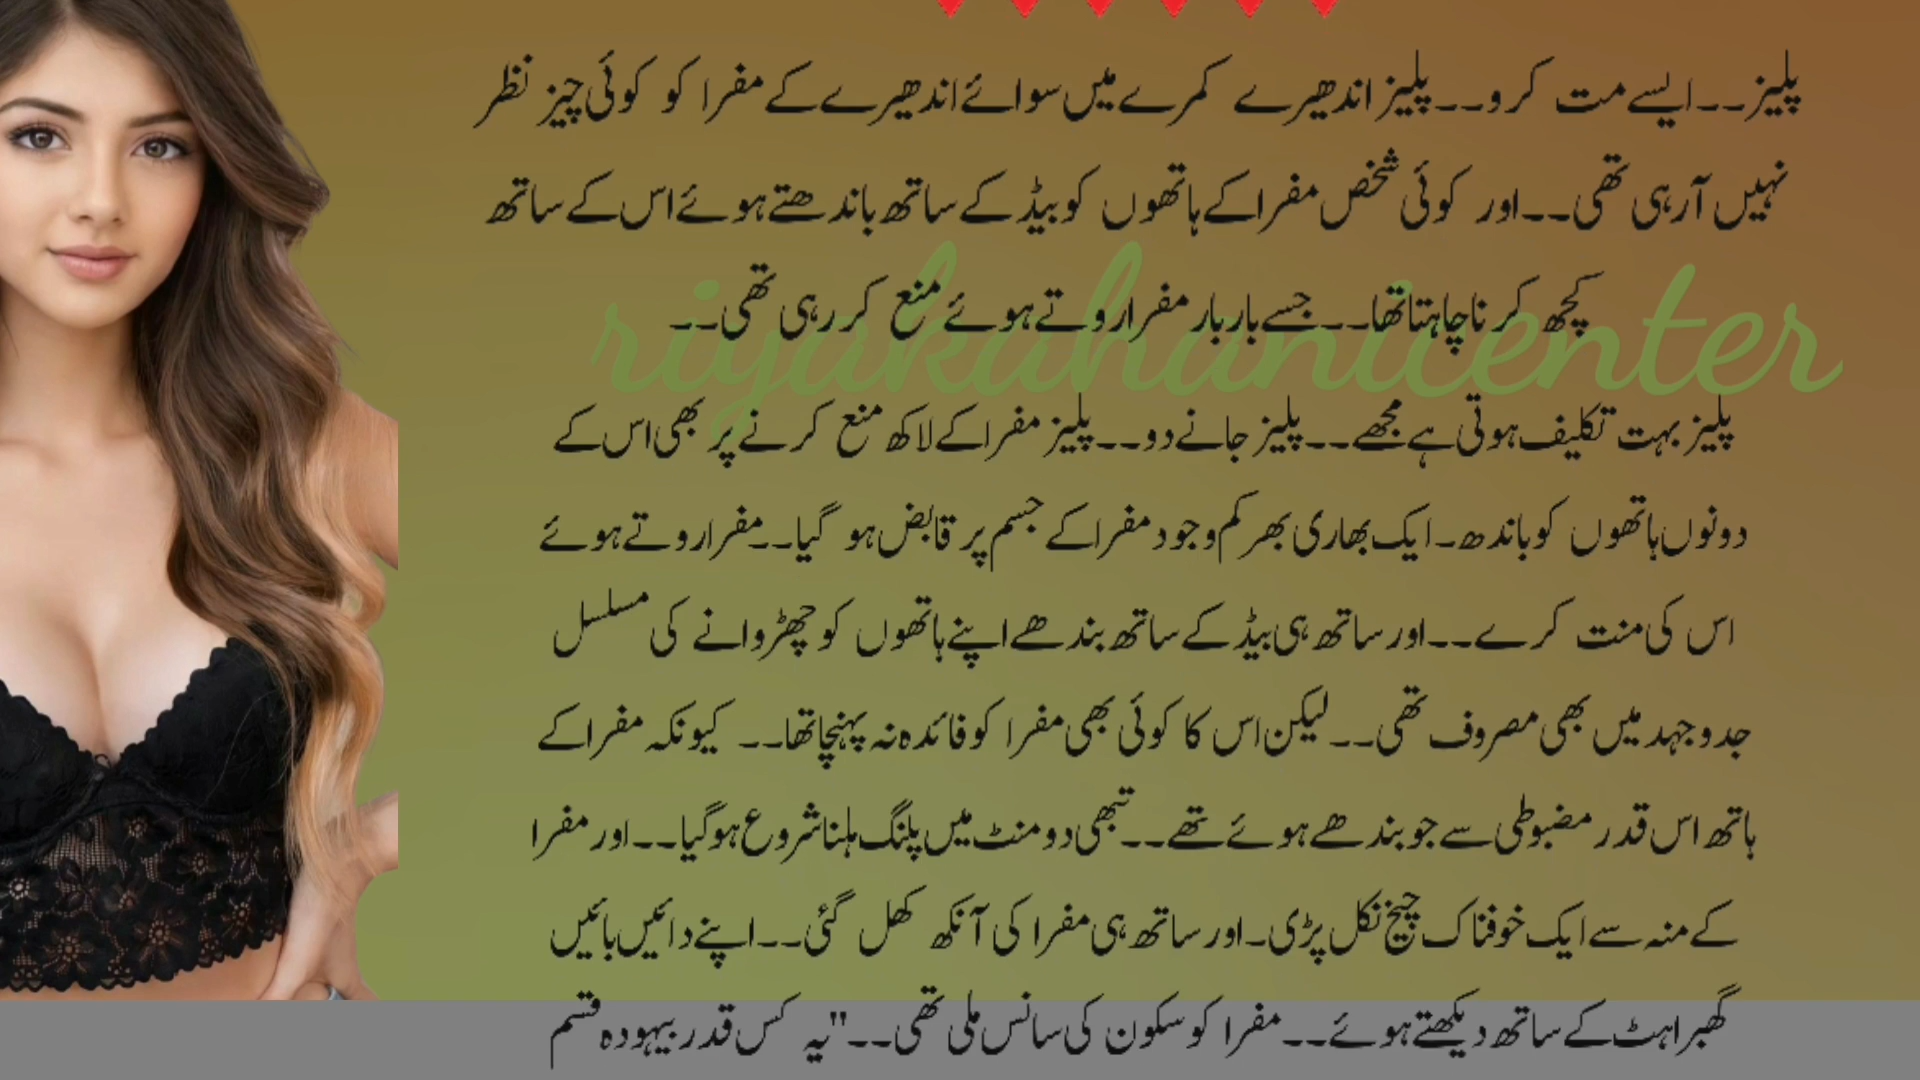 پلیز۔۔ایسے مت کرو۔۔پلیز اندھیرے کمرے میں سوائے اندھیرے کے مفرا کو کوئی چیز نظر
نہیں آرہی تھی۔۔اور کوئی شخص مفرا کے ہاتھوں کو بیڈ کے ساتھ باندھتے ہوئے اس کے ساتھ
کچھ کرنا چاہتا تھا۔۔جسے بار بار مفرا روتے ہوئے منع کر رہی تھی۔۔
riyakahanicenter
پلیز بہت تکلیف ہوتی ہے مجھے۔۔پلیز جانے دو۔۔پلیز مفرا کے لاکھ منع کرنے پر بھی اس کے
دونوں ہاتھوں کو باندھ۔ایک بھاری بھر کم وجود مفرا کے جسم پر قابض ہو گیا۔۔مفرا روتے ہوئے
اس کی منت کرے۔۔اور ساتھ ہی بیڈ کے ساتھ بندھے اپنے ہاتھوں کو چھڑوانے کی مسلسل
جدوجہد میں بھی مصروف تھی۔۔لیکن اس کا کوئی بھی مفرا کو فائدہ نہ پہنچا تھا۔۔ کیونکہ مفرا کے
ہاتھ اس قدر مضبوطی سے جو بندھے ہوئے تھے۔۔تبھی دو منٹ میں پلنگ ہلنا شروع ہو گیا۔۔اور مفرا
کے منہ سے ایک خوفناک چیخ نکل پڑی۔اور ساتھ ہی مفرا کی آنکھ کھل گئی۔۔اپنے دائیں بائیں
گھبراہٹ کے ساتھ دیکھتے ہوئے۔۔مفرا کو سکون کی سانس ملی تھی۔۔"یہ کس قدر بیہودہ قسم